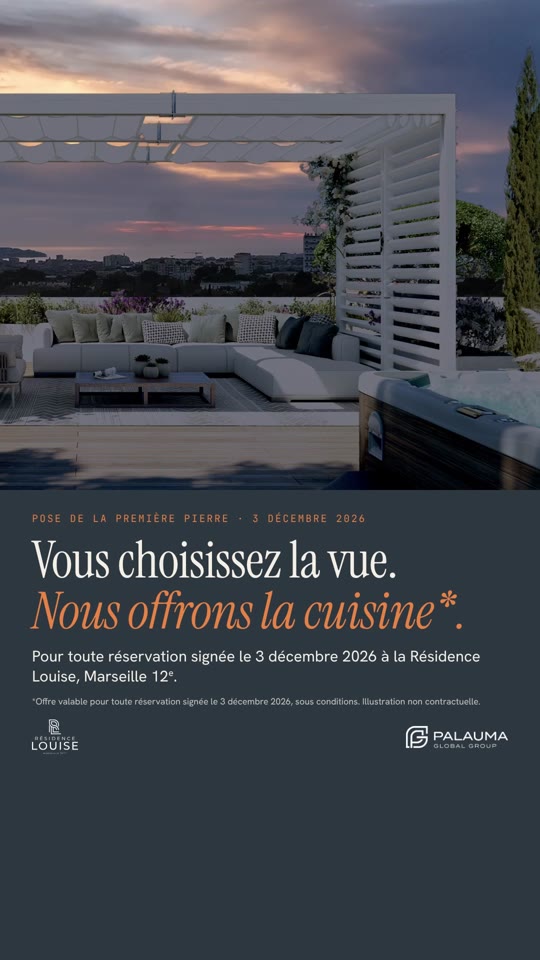 POSE DE LA PREMIÈRE PIERRE · 3 DÉCEMBRE 2026
Vous choisissez la vue.
Nous offrons la cuisine*.
Pour toute réservation signée le 3 décembre 2026 à la Résidence
Louise, Marseille 12ᵉ.
*Offre valable pour toute réservation signée le 3 décembre 2026, sous conditions. Illustration non contractuelle.
RÉSIDENCE
LOUISE
PALAUMA
GLOBAL GROUP